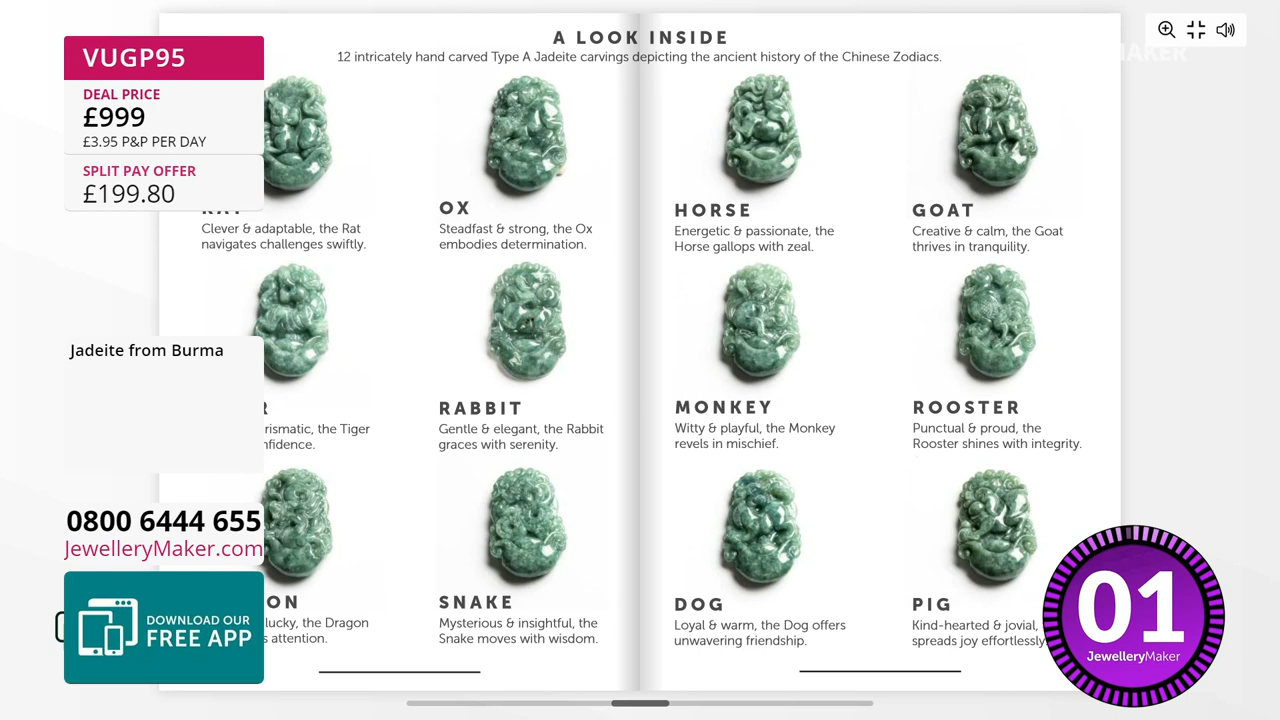 VUGP95
DEAL PRICE
£999
£3.95 P&P PER DAY
SPLIT PAY OFFER
£199.80
Jadeite from Burma
0800 6444 655
JewelleryMaker.com
DOWNLOAD OUR
FREE APP
A LOOK INSIDE
12 intricately hand carved Type A Jadeite carvings depicting the ancient history of the Chinese Zodiacs.
Clever & adaptable, the Rat
navigates challenges swiftly.
OX
Steadfast & strong, the Ox
embodies determination.
HORSE
Energetic & passionate, the
Horse gallops with zeal.
GOAT
Creative & calm, the Goat
thrives in tranquility.
R
rismatic, the Tiger
nfidence.
RABBIT
Gentle & elegant, the Rabbit
graces with serenity.
MONKEY
Witty & playful, the Monkey
revels in mischief.
ROOSTER
Punctual & proud, the
Rooster shines with integrity.
ON
lucky, the Dragon
s attention.
SNAKE
Mysterious & insightful, the
Snake moves with wisdom.
DOG
Loyal & warm, the Dog offers
unwavering friendship.
PIG
Kind-hearted & jovial,
spreads joy effortlessly
01
JewelleryMaker